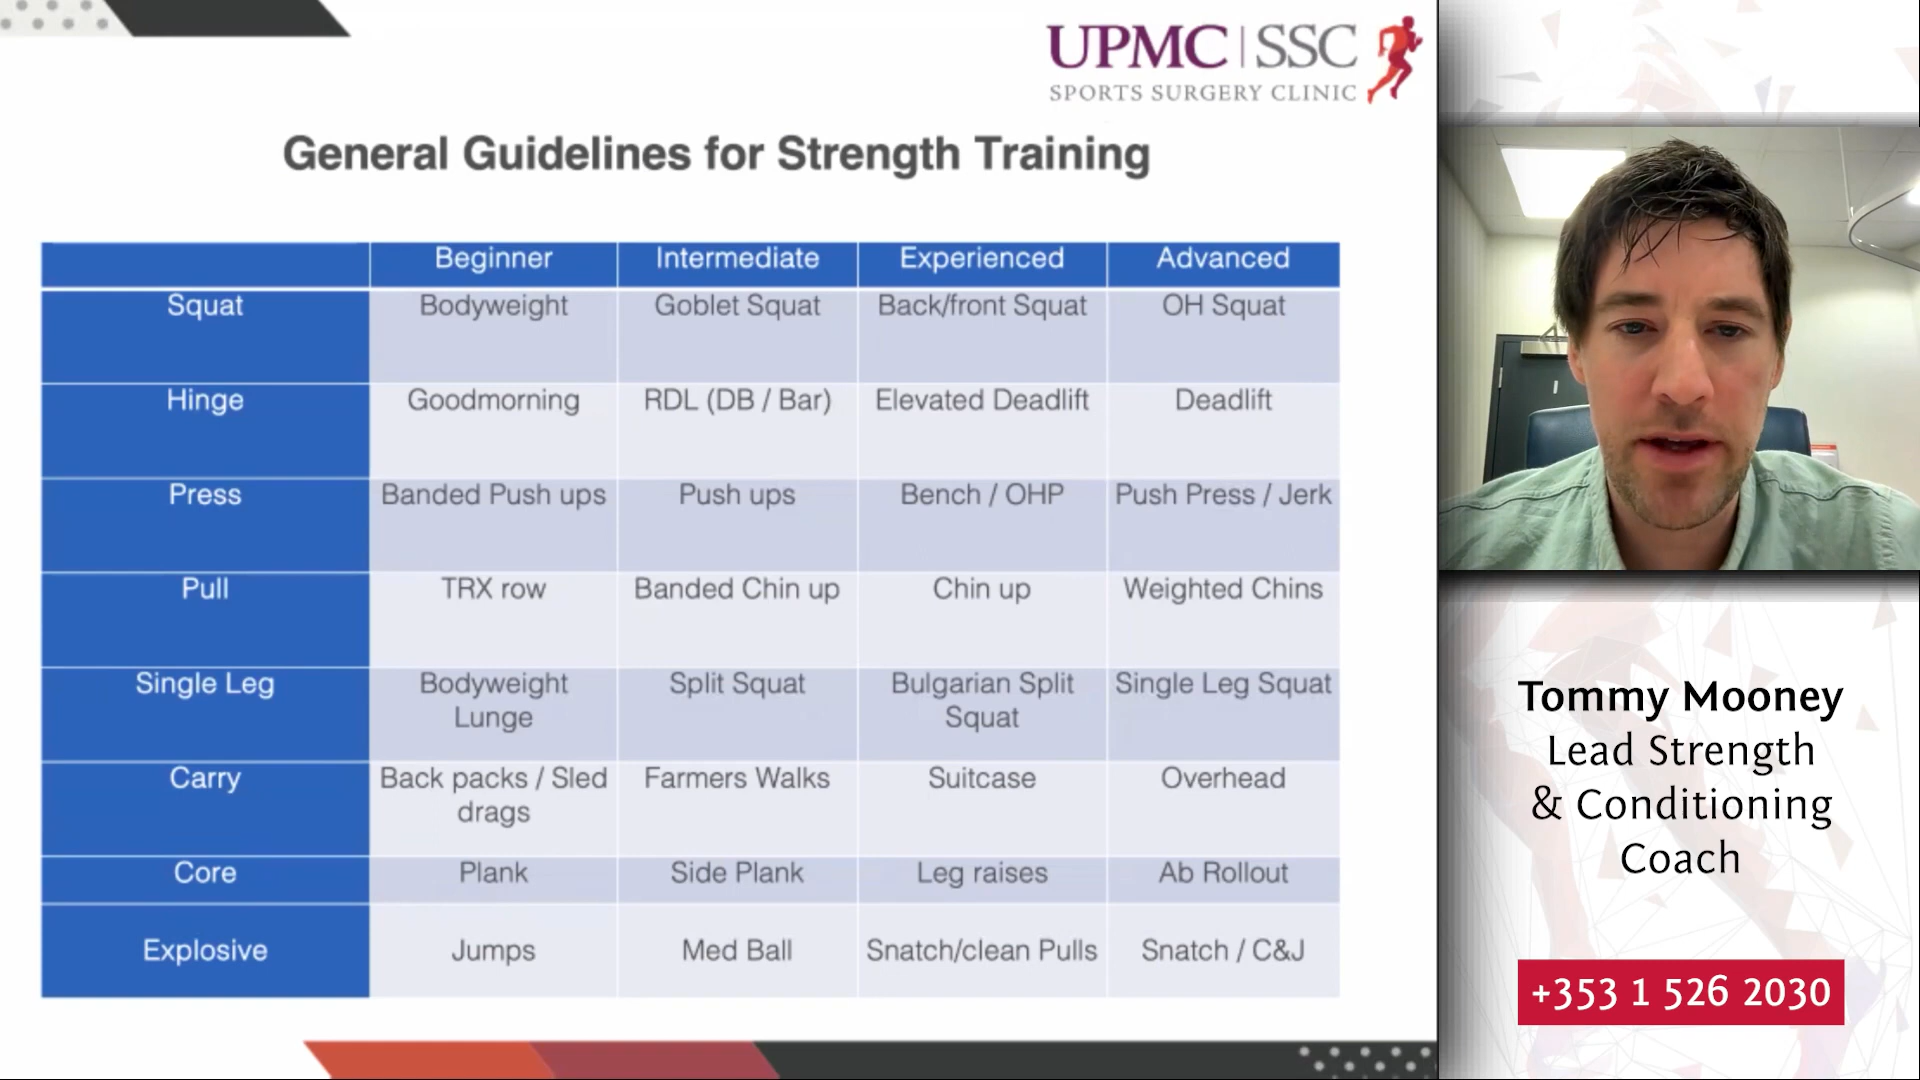 UPMC | SSC
SPORTS SURGERY CLINIC
General Guidelines for Strength Training
Beginner Intermediate Experienced Advanced
Squat Bodyweight Goblet Squat Back/front Squat OH Squat
Hinge Goodmorning RDL (DB / Bar) Elevated Deadlift Deadlift
Press Banded Push ups Push ups Bench / OHP Push Press / Jerk
Pull TRX row Banded Chin up Chin up Weighted Chins
Single Leg Bodyweight Lunge Split Squat Bulgarian Split Squat Single Leg Squat
Carry Back packs / Sled drags Farmers Walks Suitcase Overhead
Core Plank Side Plank Leg raises Ab Rollout
Explosive Jumps Med Ball Snatch/clean Pulls Snatch / C&J
Tommy Mooney
Lead Strength
& Conditioning
Coach
+353 1 526 2030